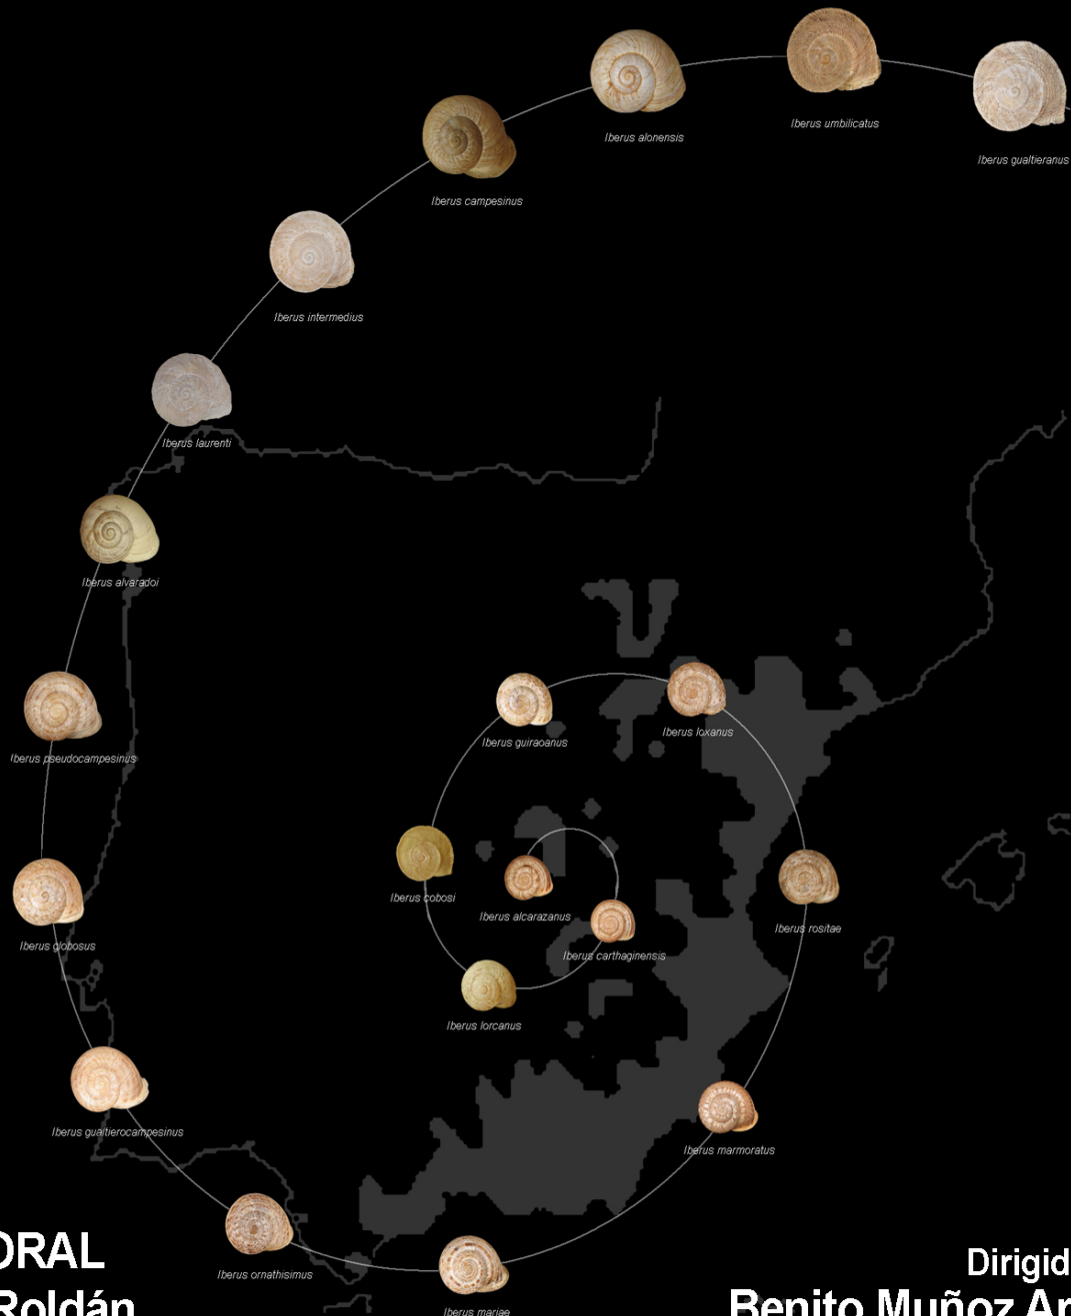 Iberus umbilicatus
Iberus alonensis
Iberus gualtieranus
Iberus campesinus
Iberus intermedius
Iberus laurenti
Iberus alvaradoi
Iberus loxanus
Iberus guiraoanus
Iberus pseudocampesinus
Iberus cobosi
Iberus alcarazanus
Iberus rositae
Iberus globosus
Iberus carthaginensis
Iberus lorcanus
Iberus gualtierocampesinus
Iberus marmoratus
Iberus ornathisimus
Iberus mariae
ORAL
Roldán
Dirigid
Benito Muñoz Ar